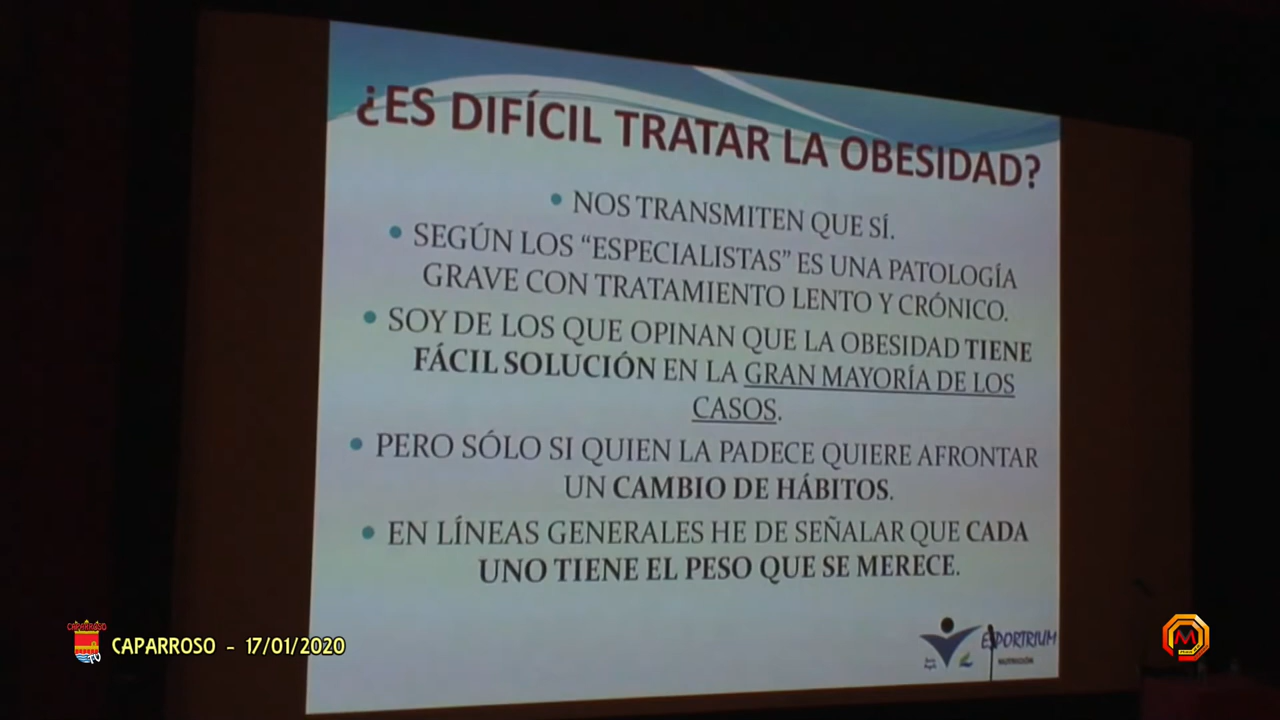 ¿ES DIFÍCIL TRATAR LA OBESIDAD?
• NOS TRANSMITEN QUE SÍ.
• SEGÚN LOS “ESPECIALISTAS” ES UNA PATOLOGÍA
GRAVE CON TRATAMIENTO LENTO Y CRÓNICO.
• SOY DE LOS QUE OPINAN QUE LA OBESIDAD TIENE
FÁCIL SOLUCIÓN EN LA GRAN MAYORÍA DE LOS
CASOS.
• PERO SÓLO SI QUIEN LA PADECE QUIERE AFRONTAR
UN CAMBIO DE HÁBITOS.
• EN LÍNEAS GENERALES HE DE SEÑALAR QUE CADA
UNO TIENE EL PESO QUE SE MERECE.
ESPORTRIUM
NUTRICIÓN
CAPARROSO
TV
CAPARROSO - 17/01/2020
M